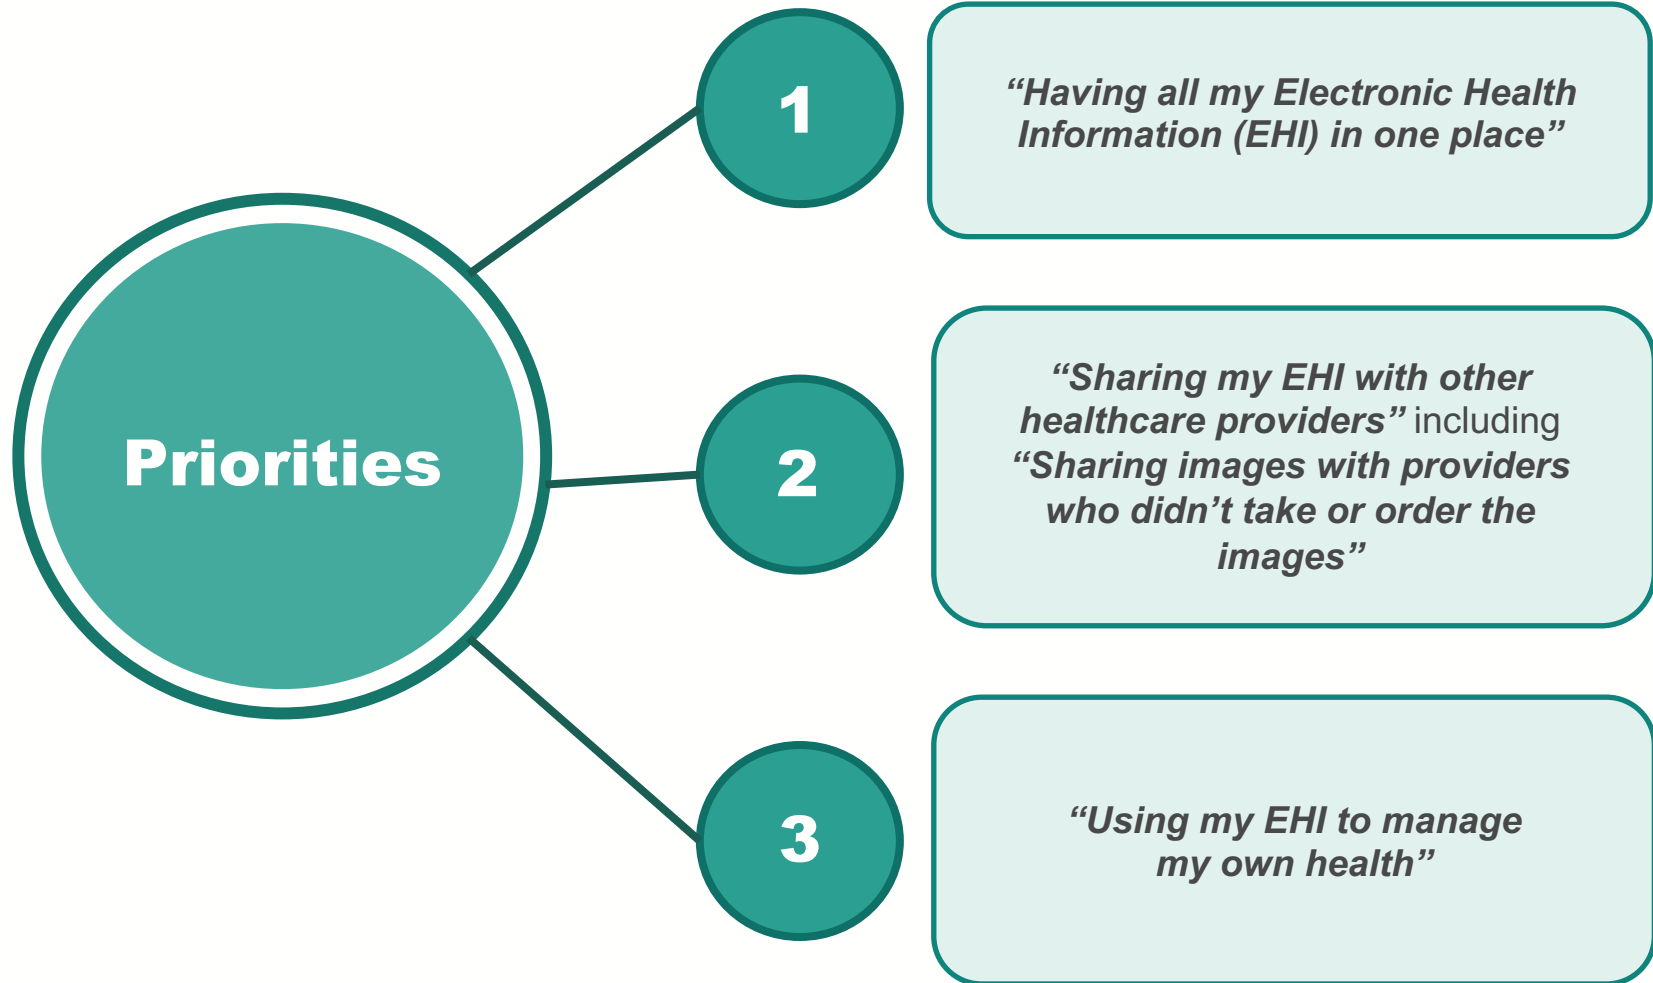 Priorities
1
“Having all my Electronic Health
Information (EHI) in one place”
2
“Sharing my EHI with other
healthcare providers” including
“Sharing images with providers
who didn’t take or order the
images”
3
“Using my EHI to manage
my own health”